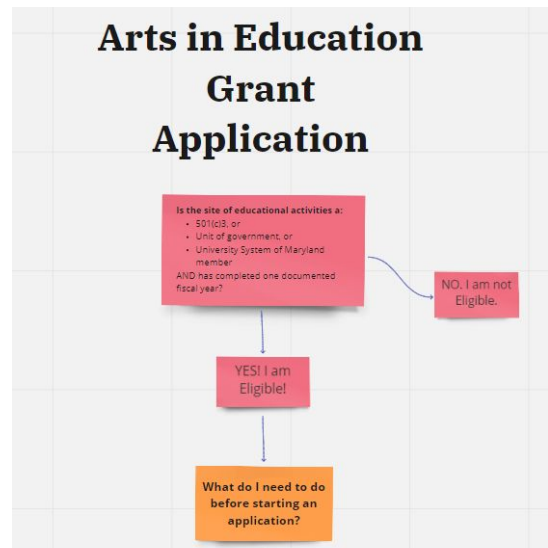 Arts in Education
Grant
Application
Is the site of educational activities a:
• 501(c)3, or
• Unit of government, or
• University System of Maryland
member
AND has completed one documented
fiscal year?
NO. I am not
Eligible.
YES! I am
Eligible!
What do I need to do
before starting an
application?